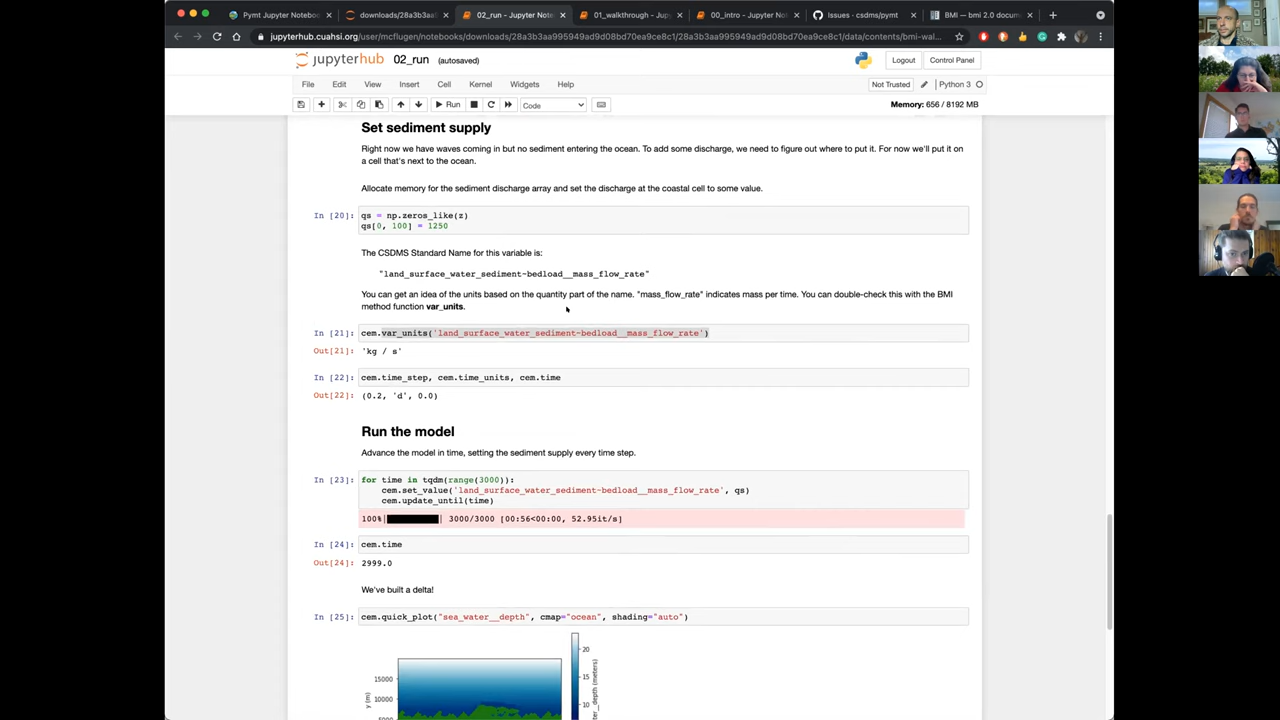 Pymt Jupyter Notebook
downloads/28a3b3aa
02_run - Jupyter Note
01_walkthrough - Jupy
00_intro - Jupyter Note
Issues · csdms/pymt
BMI — bmi 2.0 docum
jupyterhub.cuahsi.org/user/mcflugen/notebooks/downloads/28a3b3aa995949ad9d08bd70ea9ce8c1/28a3b3aa995949ad9d08bd70ea9ce8c1/data/contents/bmi-wal...
jupyterhub 02_run (autosaved)
Logout Control Panel
File Edit View Insert Cell Kernel Widgets Help
Not Trusted Python 3
Run Code
Memory: 656 / 8192 MB
Set sediment supply
Right now we have waves coming in but no sediment entering the ocean. To add some discharge, we need to figure out where to put it. For now we'll put it on
a cell that's next to the ocean.
Allocate memory for the sediment discharge array and set the discharge at the coastal cell to some value.
In [20]: qs = np.zeros_like(z)
qs[0, 100] = 1250
The CSDMS Standard Name for this variable is:
"land_surface_water_sediment~bedload__mass_flow_rate"
You can get an idea of the units based on the quantity part of the name. "mass_flow_rate" indicates mass per time. You can double-check this with the BMI
method function var_units.
In [21]: cem.var_units('land_surface_water_sediment~bedload__mass_flow_rate')
Out[21]: 'kg / s'
In [22]: cem.time_step, cem.time_units, cem.time
Out[22]: (0.2, 'd', 0.0)
Run the model
Advance the model in time, setting the sediment supply every time step.
In [23]: for time in tqdm(range(3000)):
cem.set_value('land_surface_water_sediment~bedload__mass_flow_rate', qs)
cem.update_until(time)
100%| | 3000/3000 [00:56<00:00, 52.95it/s]
In [24]: cem.time
Out[24]: 2999.0
We've built a delta!
In [25]: cem.quick_plot("sea_water__depth", cmap="ocean", shading="auto")
20
15
10
15000
10000
5000
y (m)
er__depth (meters)